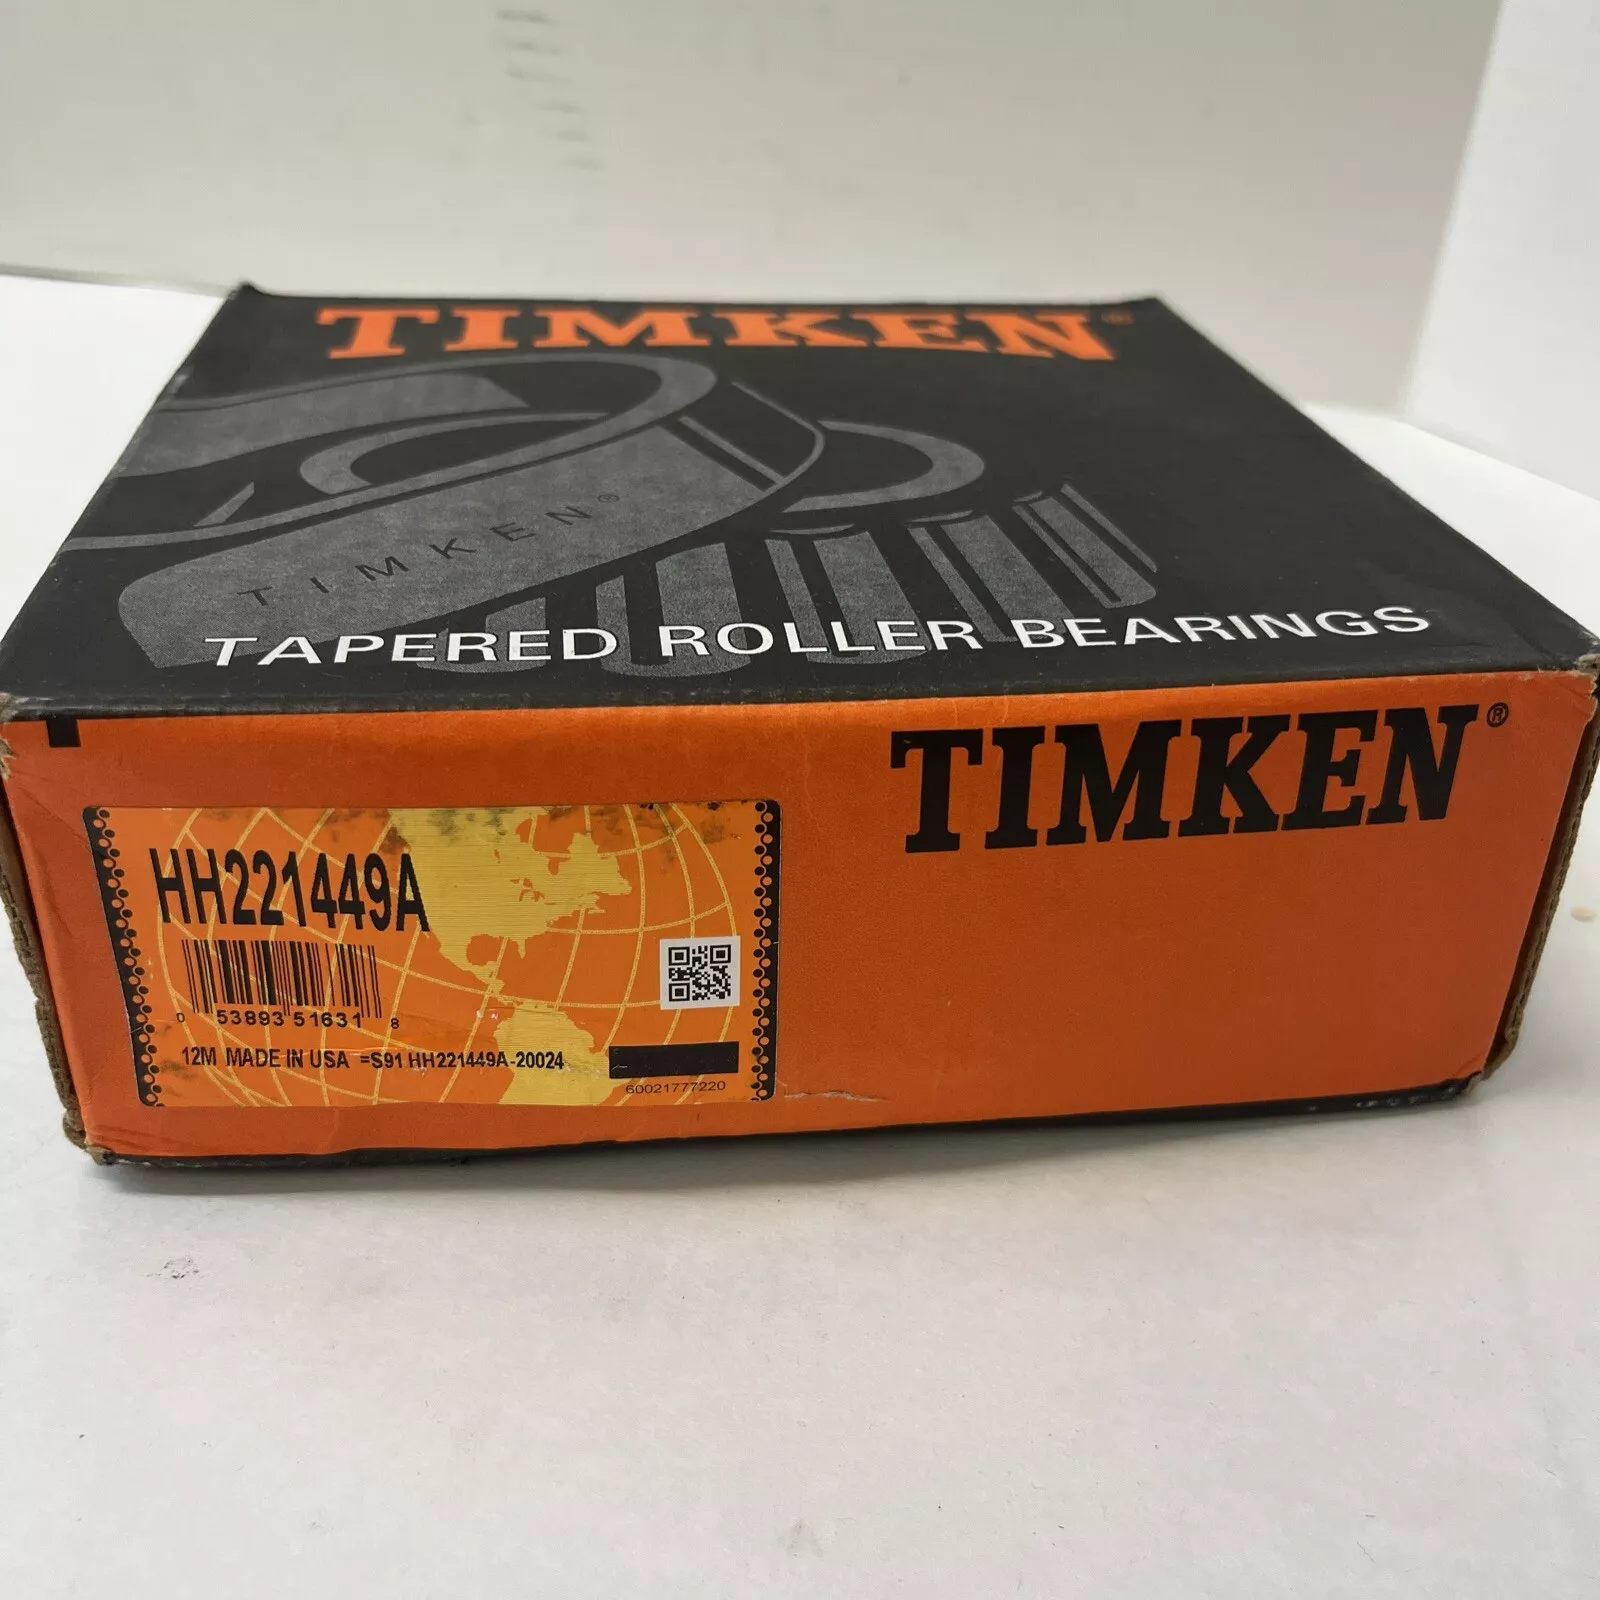 TIMKEN®
TIMKEN®
TAPERED ROLLER BEARINGS
TIMKEN®
HH221449A
0 53893 51631 8
12M MADE IN USA =S91 HH221449A-20024
60021777220